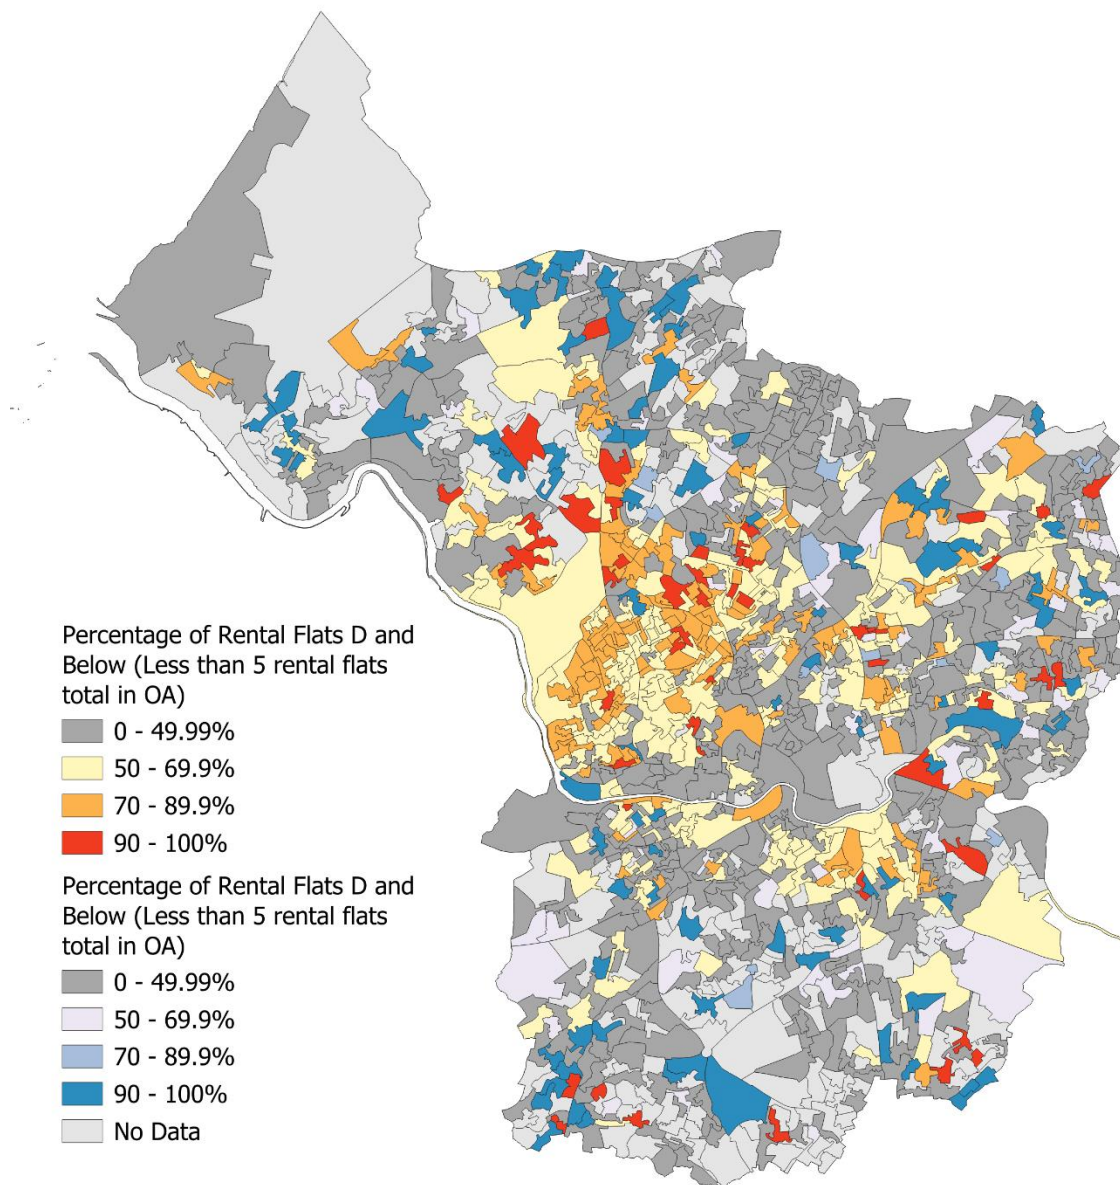 Percentage of Rental Flats D and
Below (Less than 5 rental flats
total in OA)
0 - 49.99%
50 - 69.9%
70 - 89.9%
90 - 100%
Percentage of Rental Flats D and
Below (Less than 5 rental flats
total in OA)
0 - 49.99%
50 - 69.9%
70 - 89.9%
90 - 100%
No Data